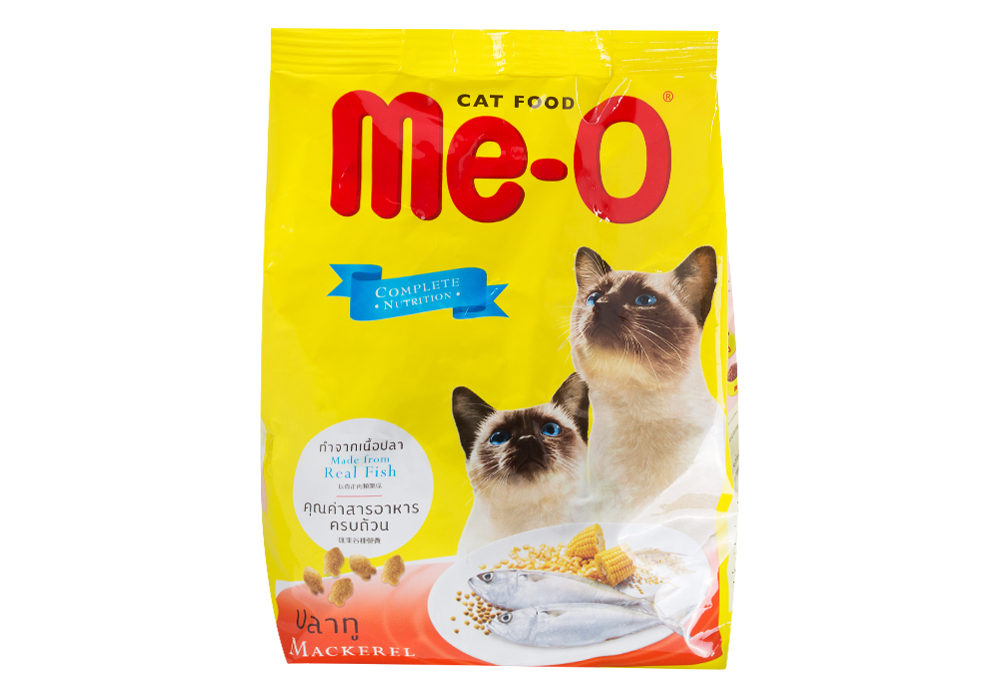 CAT FOOD
Me-O®
COMPLETE
• NUTRITION •
ทำจากเนื้อปลา
Made from
Real Fish
คุณค่าสารอาหาร
ครบถ้วน
ปลาทู
MACKEREL